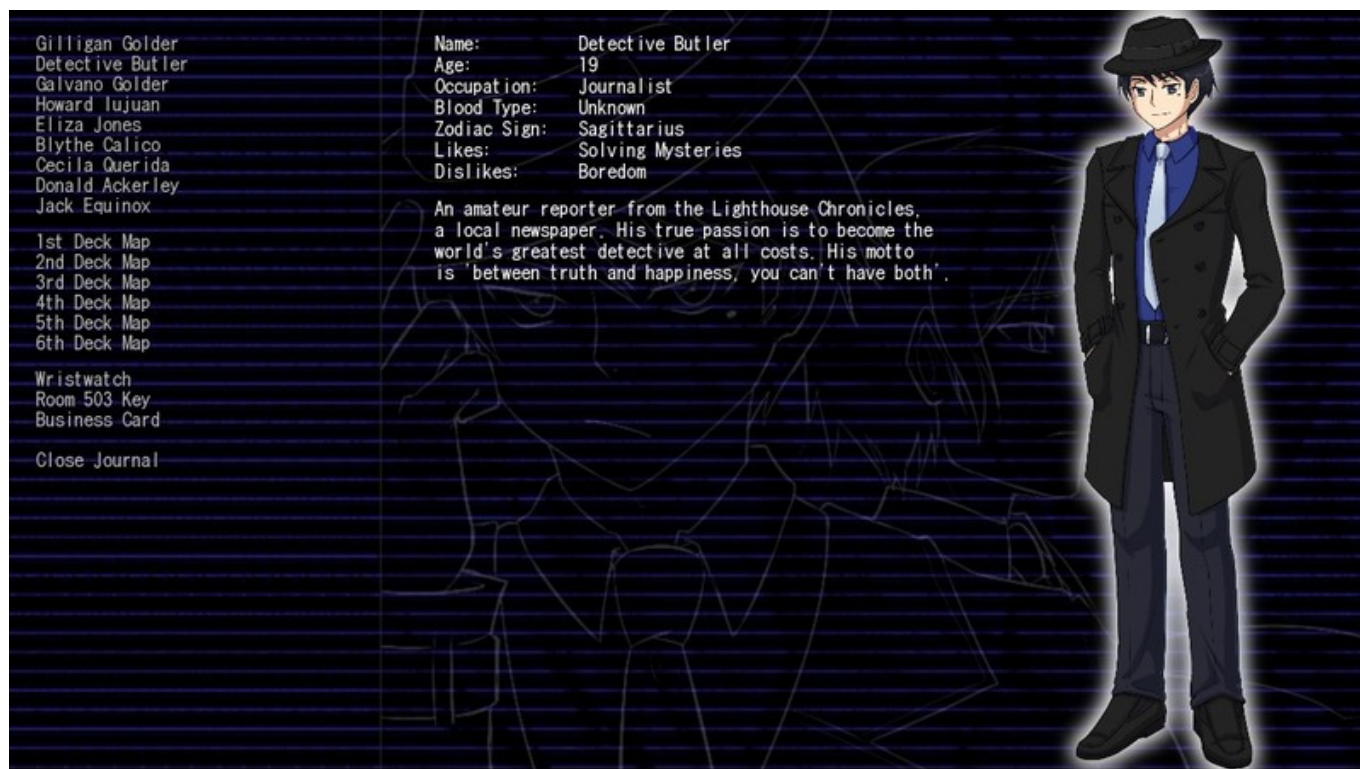 Gilligan Golder
Detective Butler
Galvano Golder
Howard Iujuan
Eliza Jones
Blythe Calico
Cecila Querida
Donald Ackerley
Jack Equinox
1st Deck Map
2nd Deck Map
3rd Deck Map
4th Deck Map
5th Deck Map
6th Deck Map
Wristwatch
Room 503 Key
Business Card
Close Journal
Name: Detective Butler
Age: 19
Occupation: Journalist
Blood Type: Unknown
Zodiac Sign: Sagittarius
Likes: Solving Mysteries
Dislikes: Boredom
An amateur reporter from the Lighthouse Chronicles,
a local newspaper. His true passion is to become the
world's greatest detective at all costs. His motto
is 'between truth and happiness, you can't have both'.